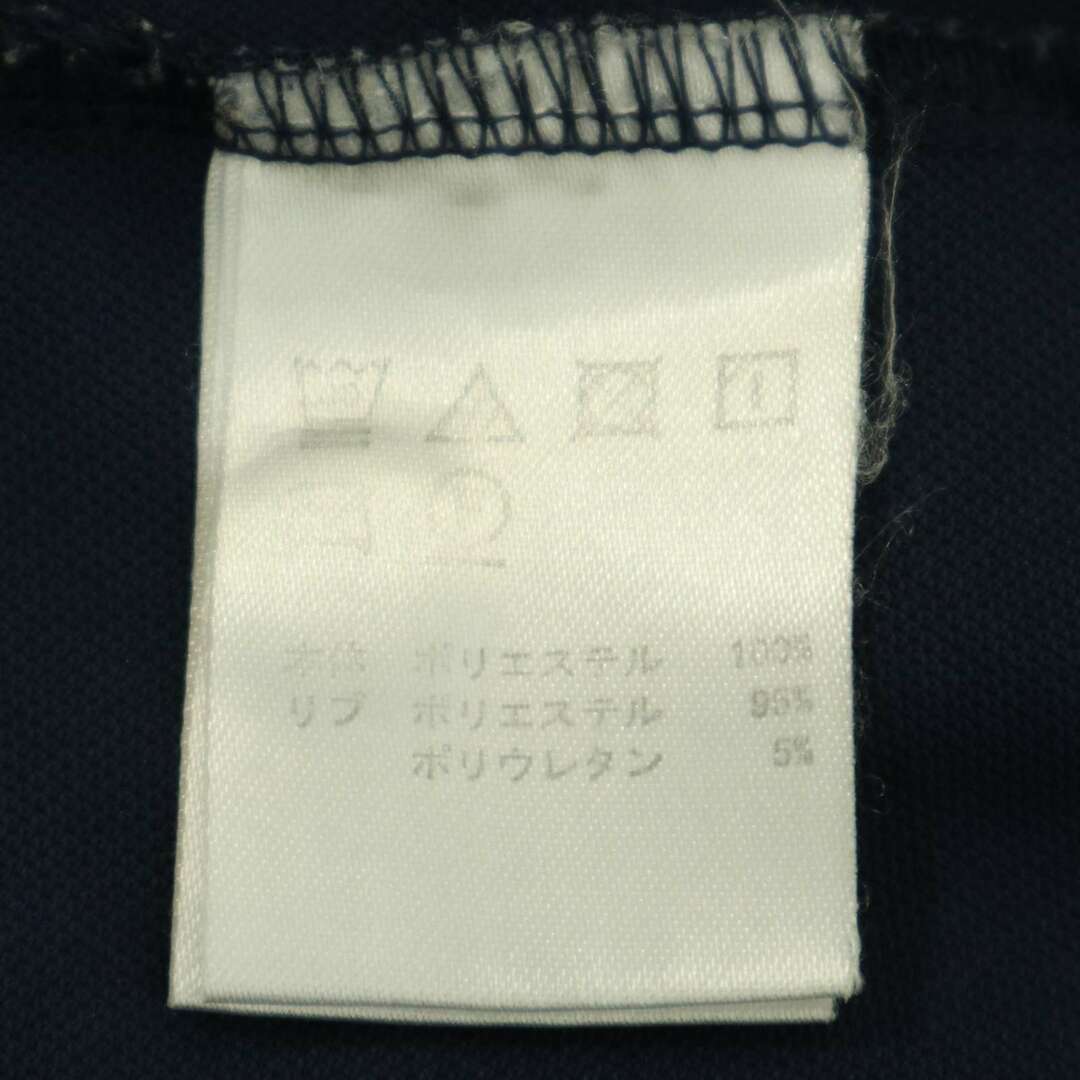 本体 ポリエステル 100%
リブ ポリエステル 95%
ポリウレタン 5%